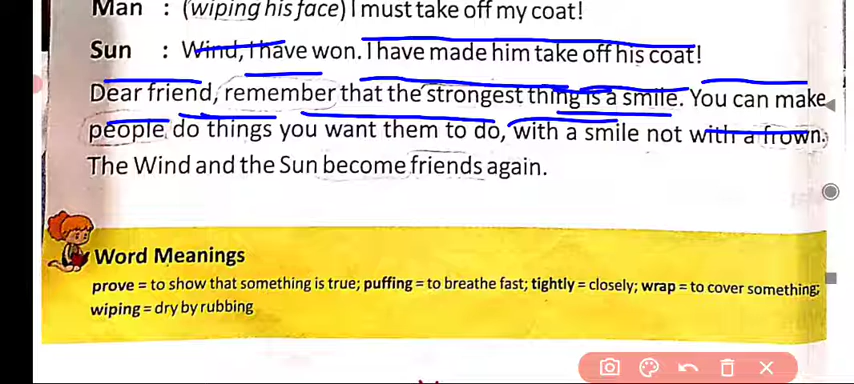 Man : (wiping his face) I must take off my coat!
Sun : Wind, I have won. I have made him take off his coat!
Dear friend, remember that the strongest thing is a smile. You can make
people do things you want them to do, with a smile not with a frown.
The Wind and the Sun become friends again.
Word Meanings
prove = to show that something is true; puffing = to breathe fast; tightly = closely; wrap = to cover something;
wiping = dry by rubbing